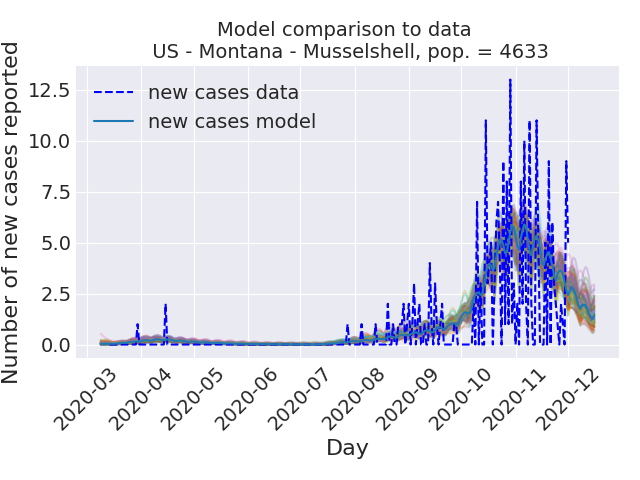 Model comparison to data
US - Montana - Musselshell, pop. = 4633
Number of new cases reported
12.5
10.0
7.5
5.0
2.5
0.0
new cases data
new cases model
2020-03
2020-04
2020-05
2020-06
2020-07
2020-08
2020-09
2020-10
2020-11
2020-12
Day